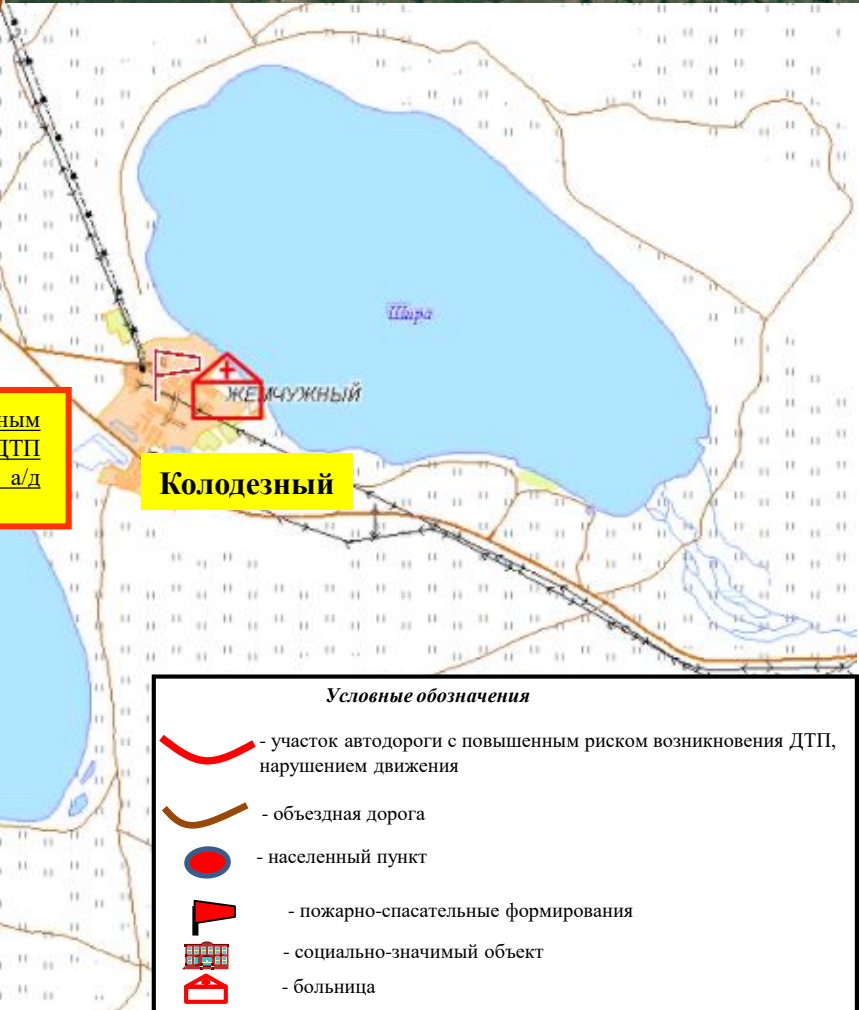 Шира
ЖЕМЧУЖНЫЙ
ным
ДТП
а/д
Колодезный
Условные обозначения
- участок автодороги с повышенным риском возникновения ДТП,
нарушением движения
- объездная дорога
- населенный пункт
- пожарно-спасательные формирования
- социально-значимый объект
- больница